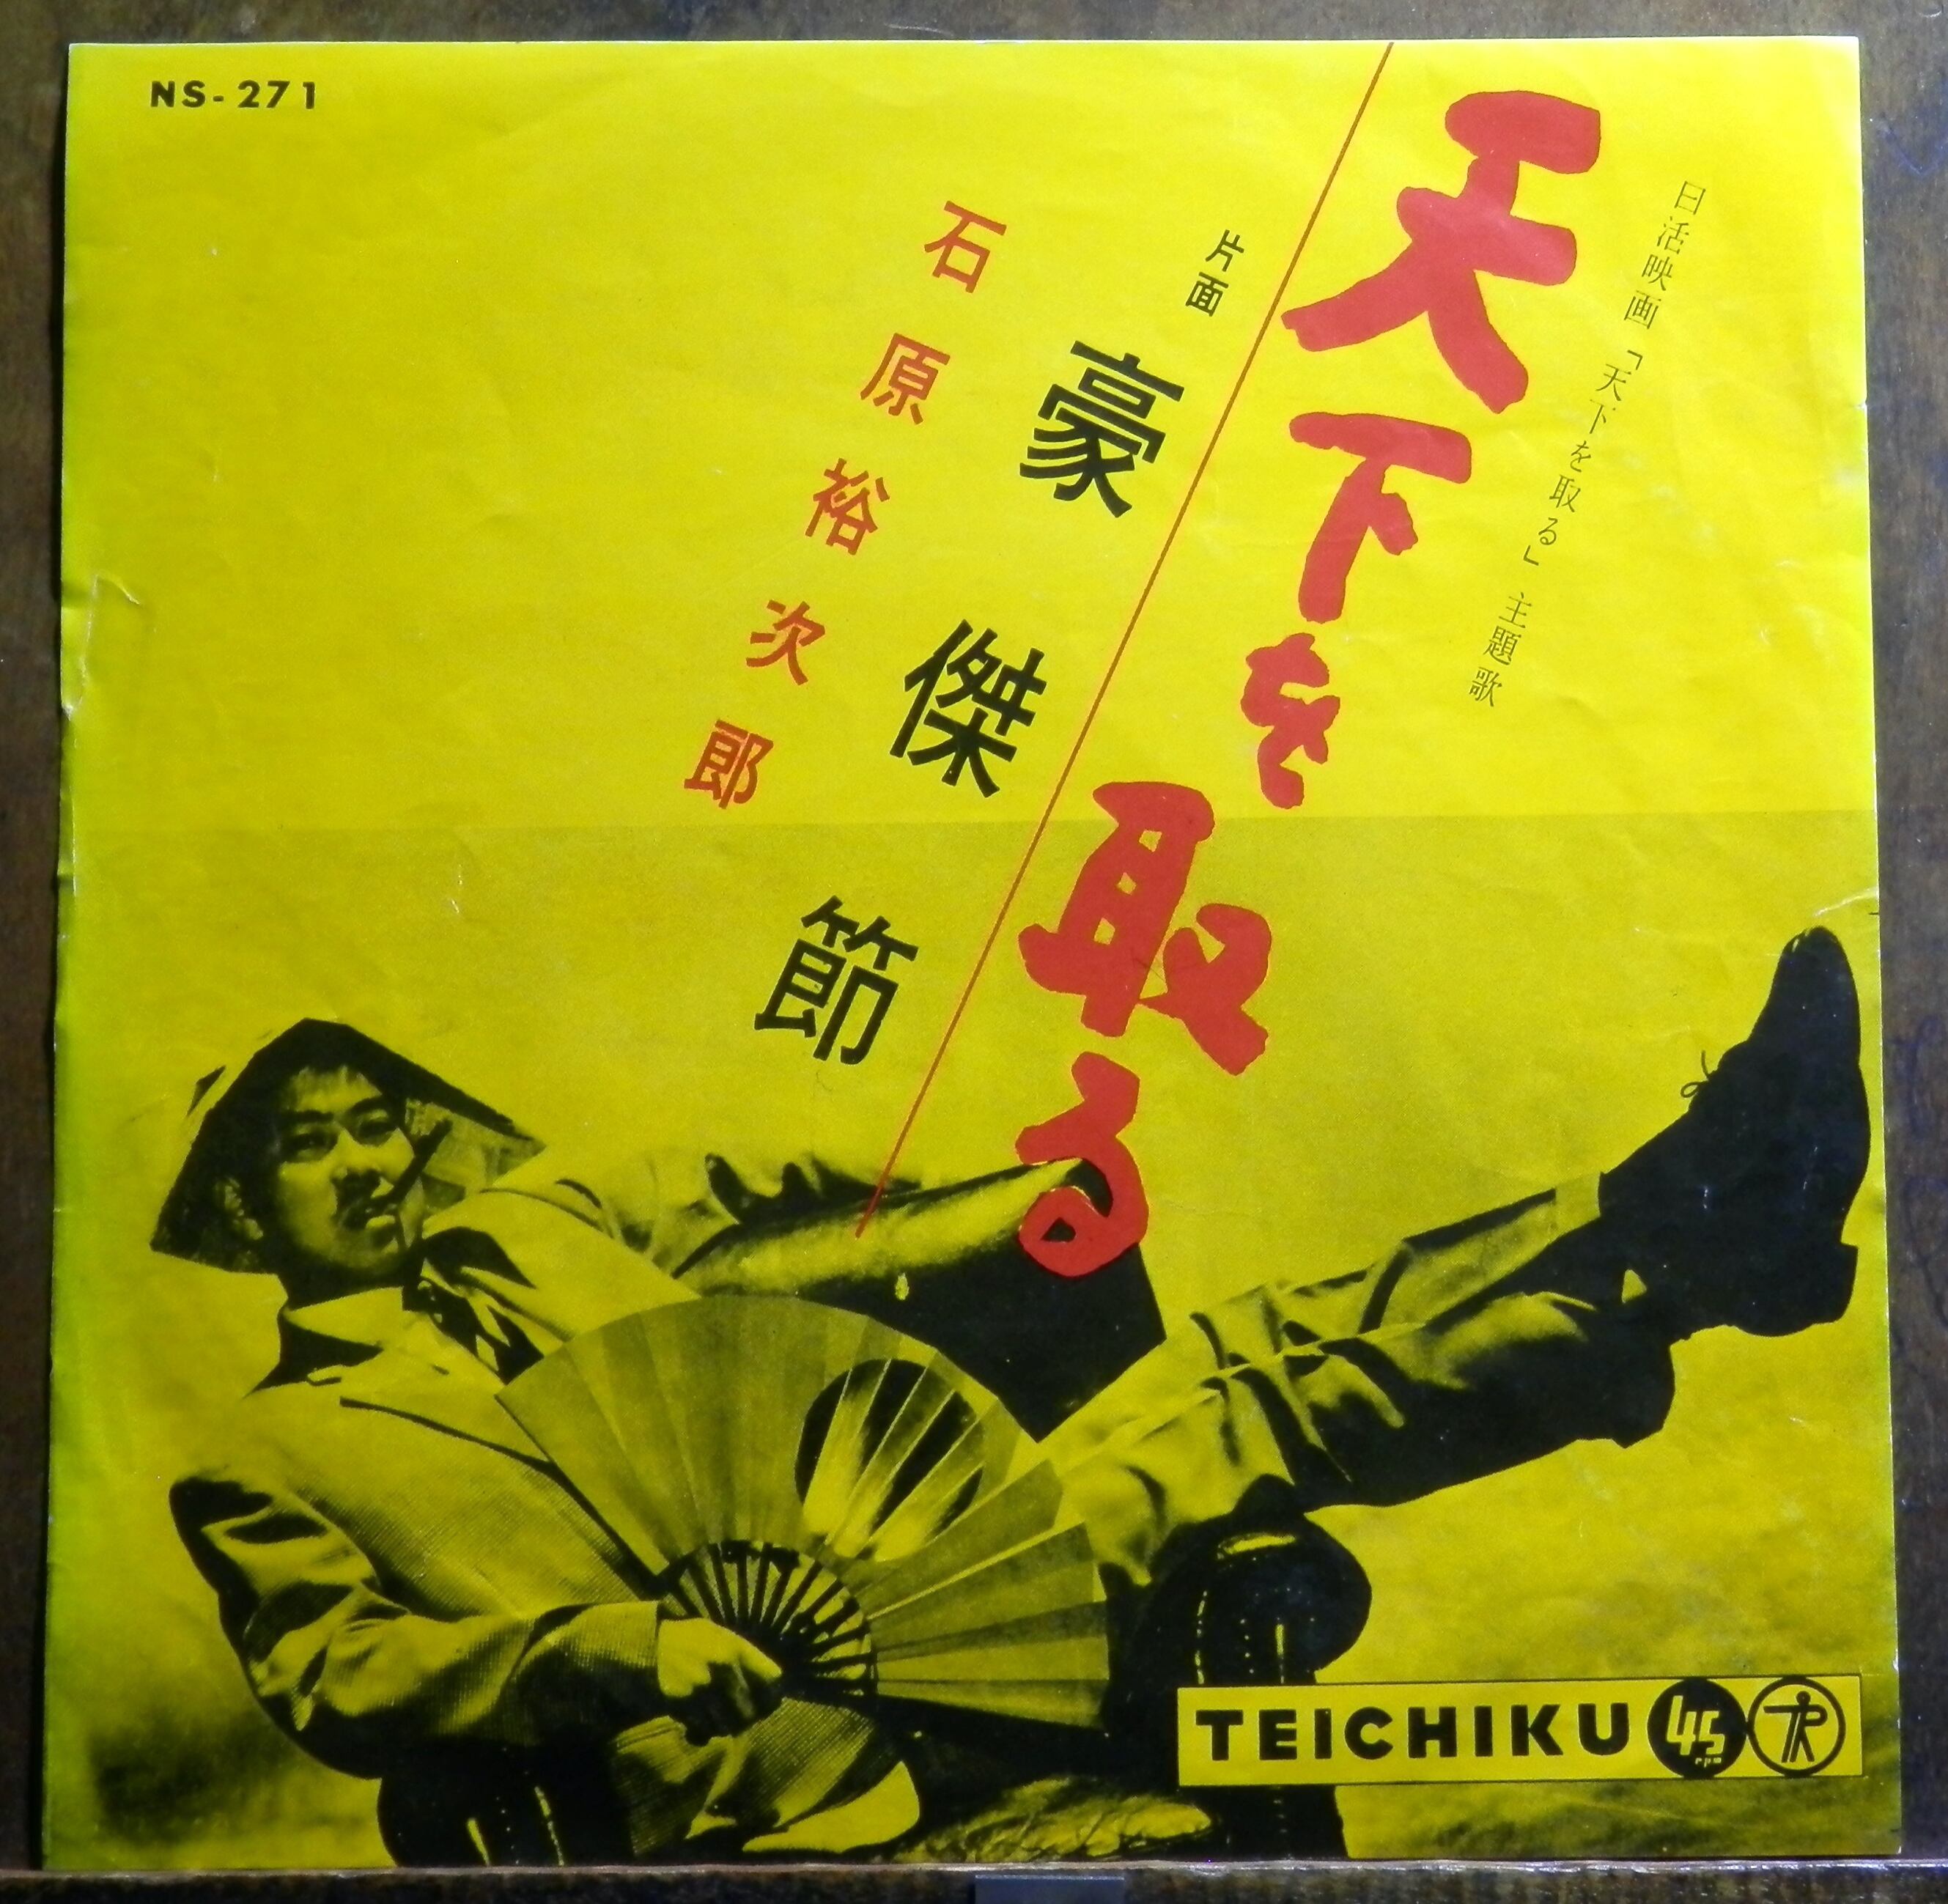 NS-271
日活映画「天下を取る」主題歌
天下を取る
片面
豪傑節
石原裕次郎
TEICHIKU 45 rpm